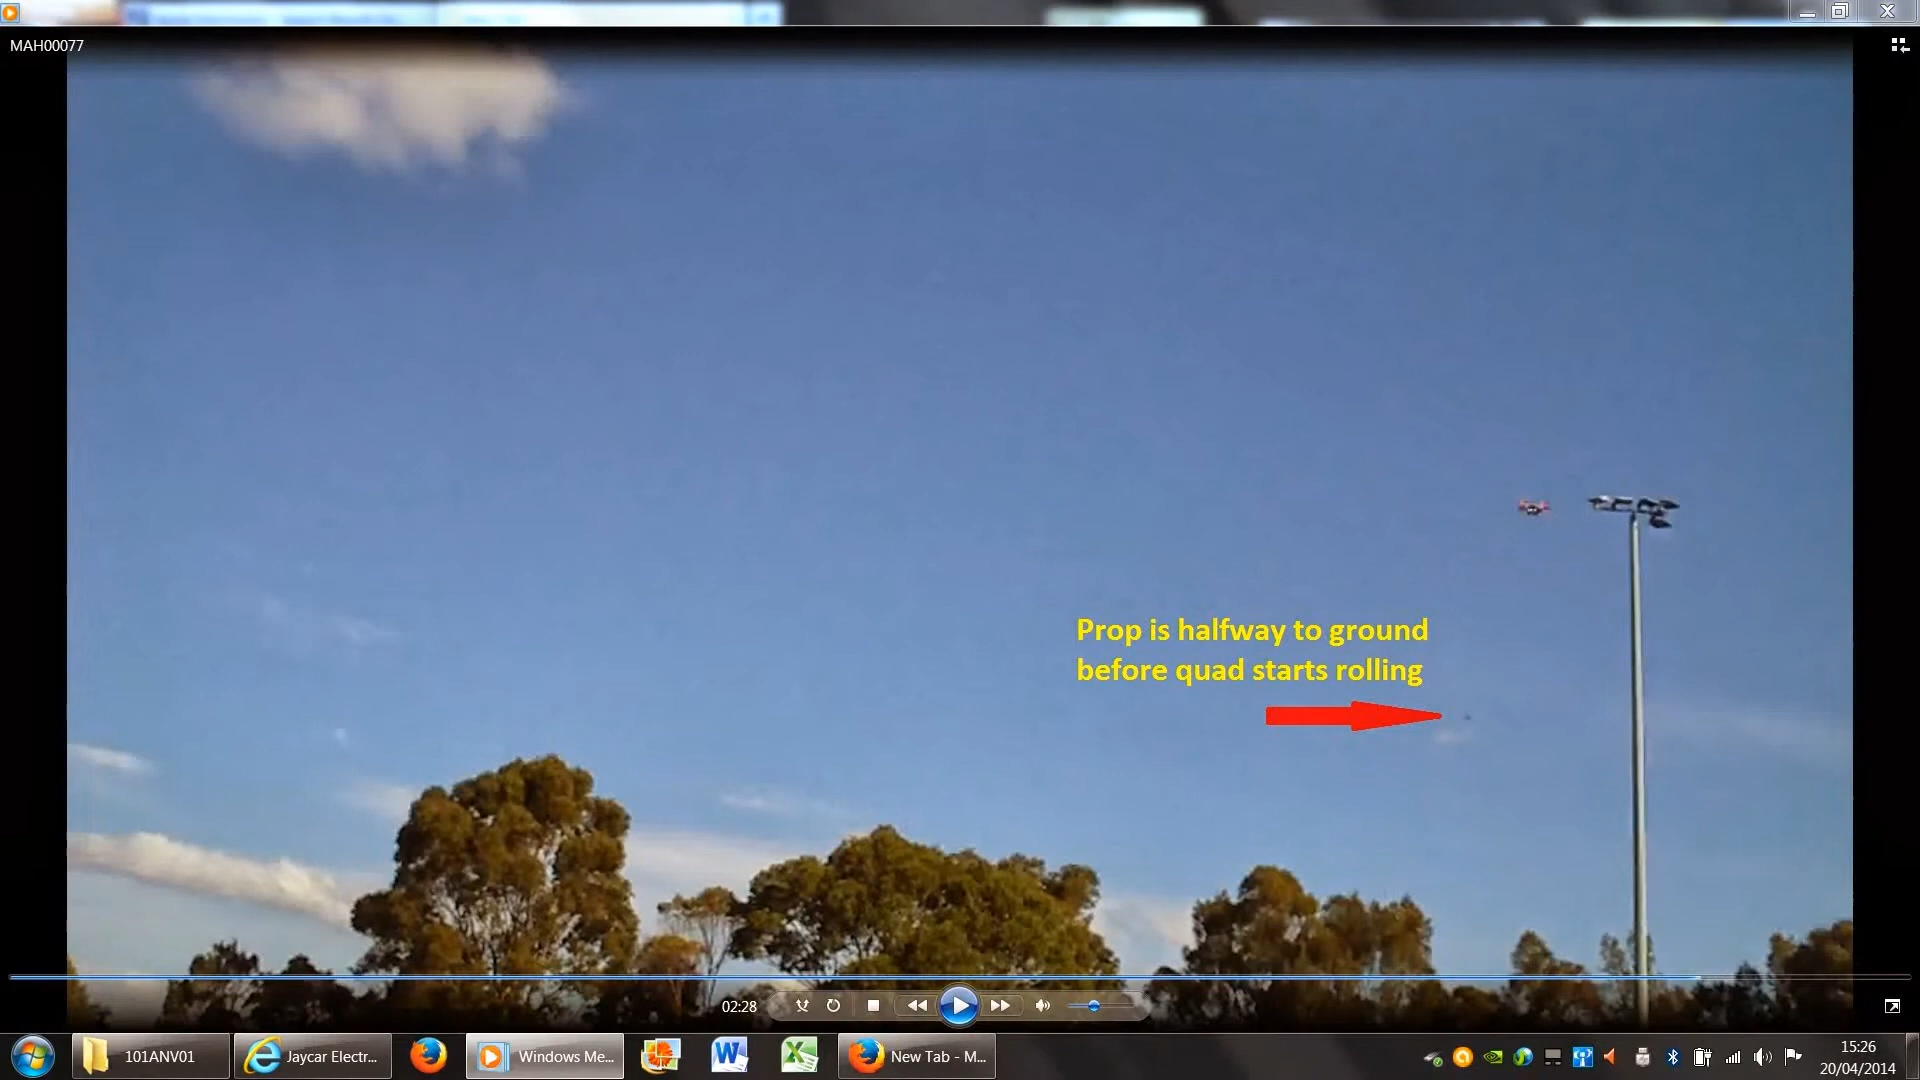 MAH00077
Prop is halfway to ground
before quad starts rolling
02:28
101ANV01
Jaycar Electr...
Windows Me...
New Tab - M...
15:26
20/04/2014